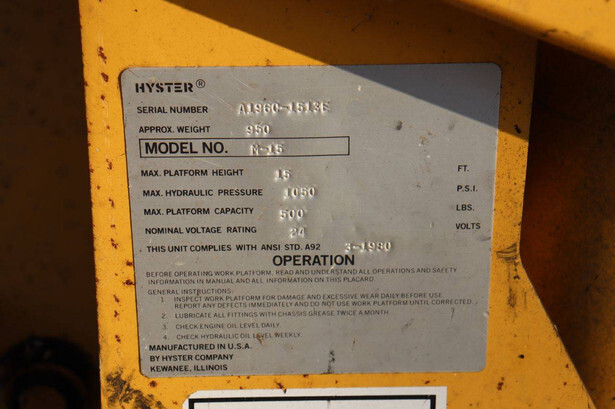 HYSTER®
SERIAL NUMBER A1960-1513E
APPROX. WEIGHT 950
MODEL NO. M-15
MAX. PLATFORM HEIGHT 15 FT.
MAX. HYDRAULIC PRESSURE 1050 P.S.I.
MAX. PLATFORM CAPACITY 500 LBS.
NOMINAL VOLTAGE RATING 24 VOLTS
THIS UNIT COMPLIES WITH ANSI STD. A92 3-1980
OPERATION
BEFORE OPERATING WORK PLATFORM, READ AND UNDERSTAND ALL OPERATIONS AND SAFETY
INFORMATION IN MANUAL AND ALL INFORMATION ON THIS PLACARD
GENERAL INSTRUCTIONS:
1. INSPECT WORK PLATFORM FOR DAMAGE AND EXCESSIVE WEAR DAILY BEFORE USE.
REPORT ANY DEFECTS IMMEDIATELY AND DO NOT USE WORK PLATFORM UNTIL CORRECTED.
2. LUBRICATE ALL FITTINGS WITH CHASSIS GREASE TWICE A MONTH.
3. CHECK ENGINE OIL LEVEL DAILY.
4. CHECK HYDRAULIC OIL LEVEL WEEKLY.
MANUFACTURED IN U.S.A.
BY HYSTER COMPANY
KEWANEE, ILLINOIS